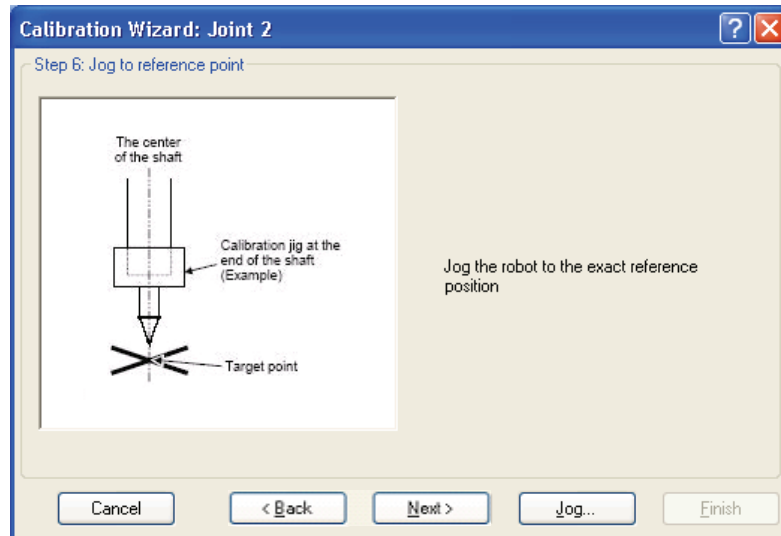 Calibration Wizard: Joint 2
Step 6: Jog to reference point
The center
of the shaft
Calibration jig at the
end of the shaft
(Example)
Target point
Jog the robot to the exact reference
position
Cancel
< Back
Next >
Jog...
Finish